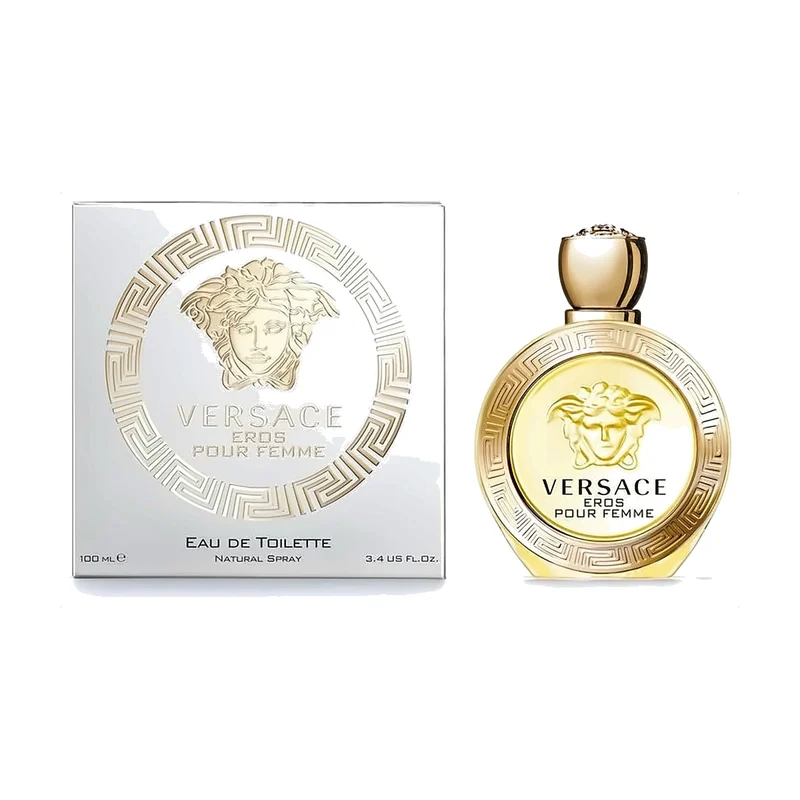 VERSACE
EROS
POUR FEMME
EAU DE TOILETTE
NATURAL SPRAY
100 ML ℮
3.4 US FL.OZ.
VERSACE
EROS
POUR FEMME